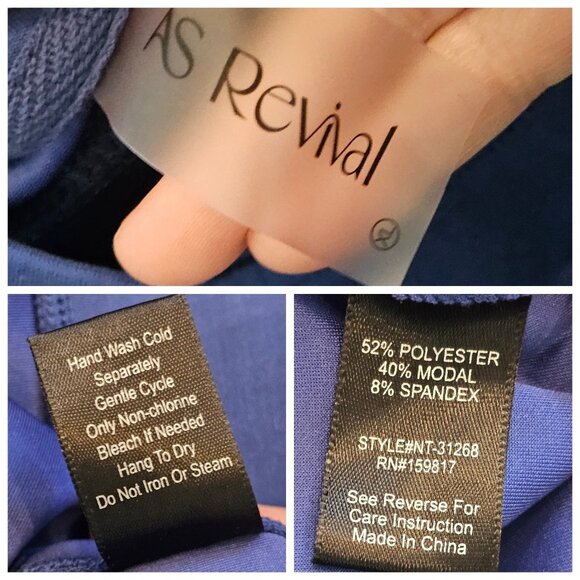 AS Revival
®
Hand Wash Cold
Separately
Gentle Cycle
Only Non-chlorine
Bleach If Needed
Hang To Dry
Do Not Iron Or Steam
52% POLYESTER
40% MODAL
8% SPANDEX
STYLE#NT-31268
RN#159817
See Reverse For
Care Instruction
Made In China